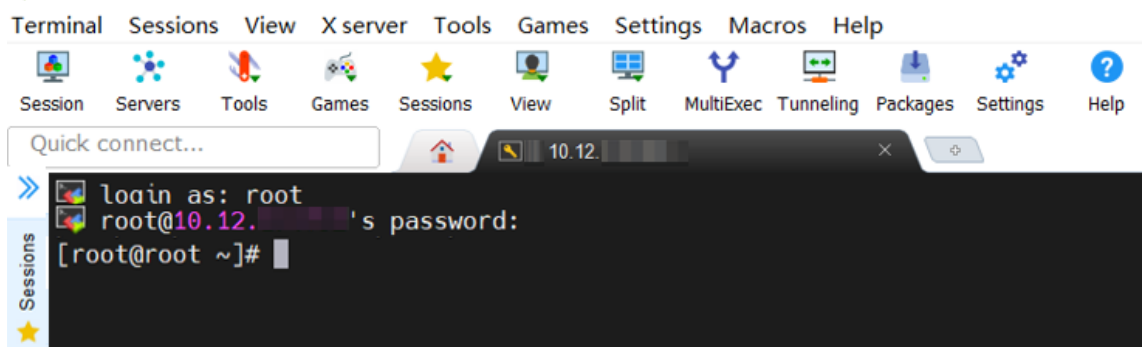 Terminal Sessions View X server Tools Games Settings Macros Help
Session Servers Tools Games Sessions View Split MultiExec Tunneling Packages Settings Help
Quick connect...
10.12.
login as: root
root@10.12. 's password:
[root@root ~]#
Sessions